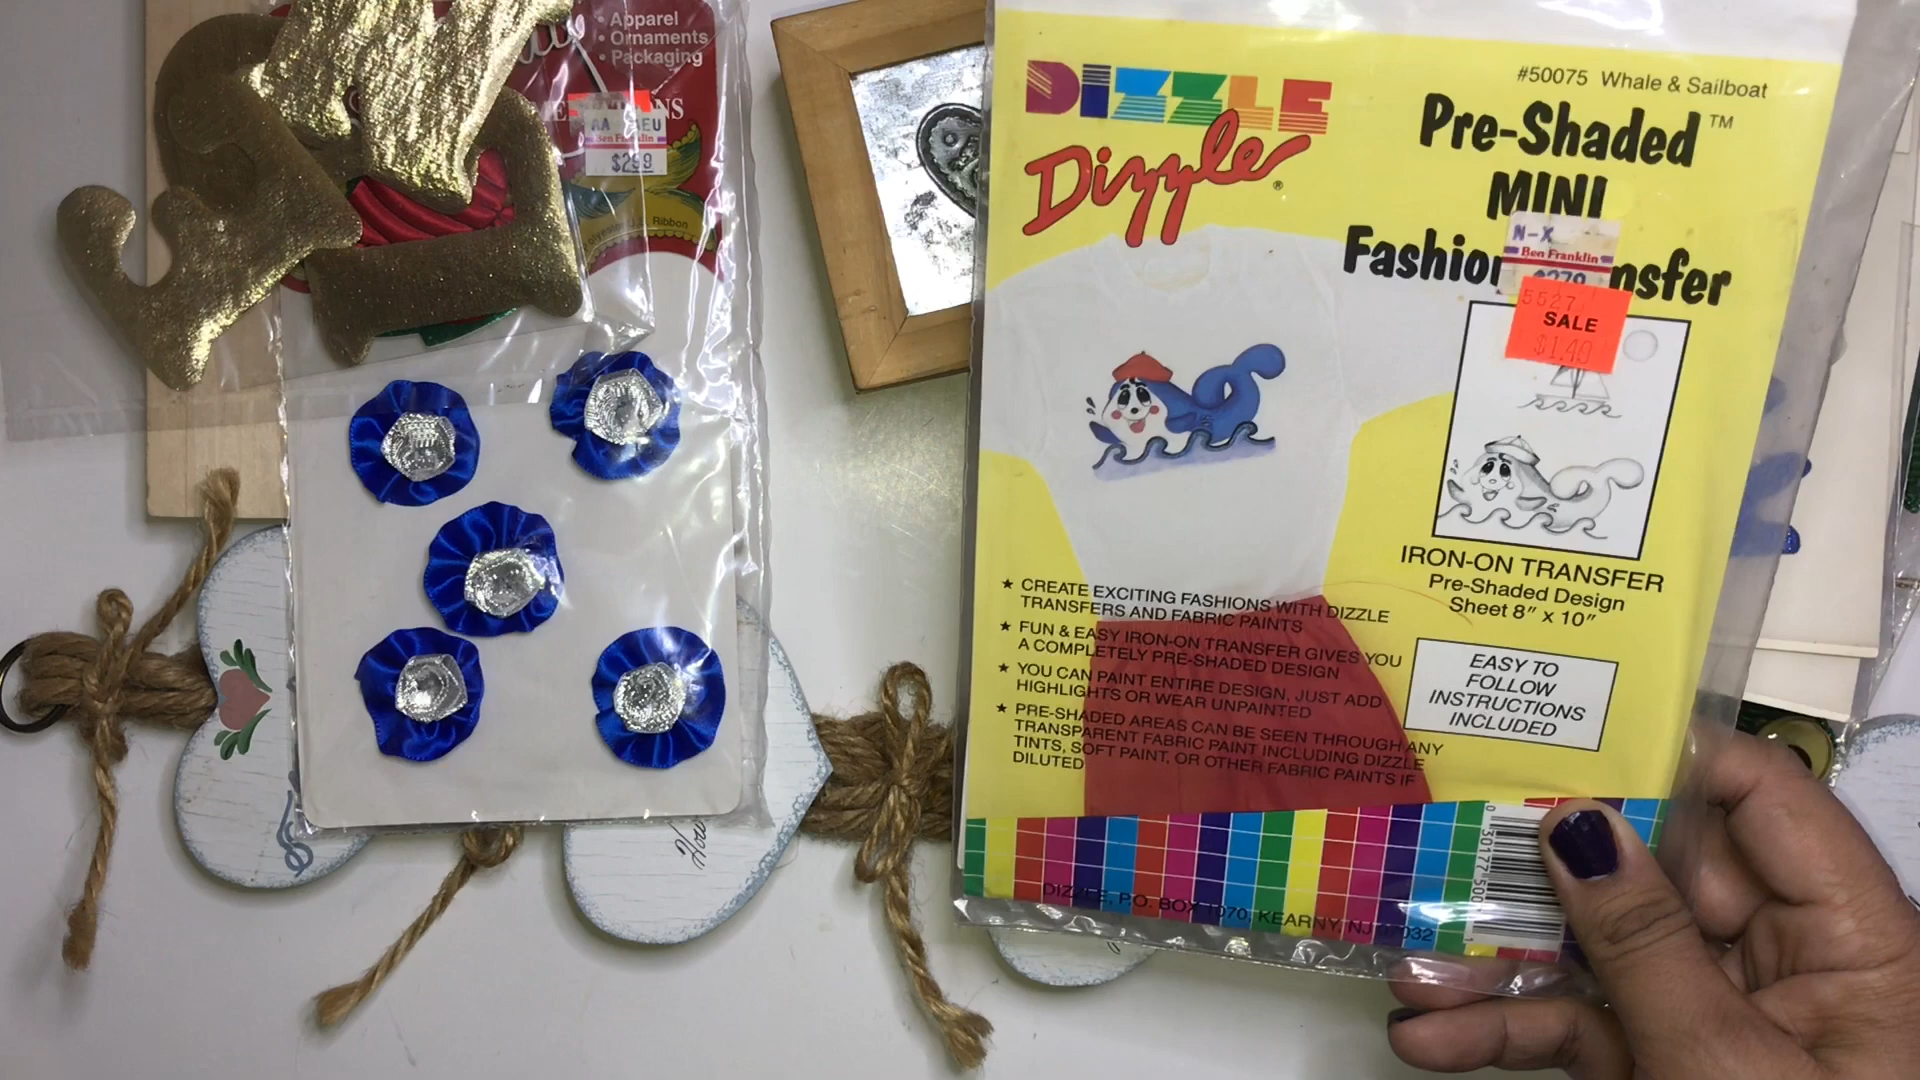 • Apparel
• Ornaments
• Packaging
AA
Ben Franklin
$2.99
Ribbon
How
DIZZLE
Dizzle®
#50075 Whale & Sailboat
Pre-Shaded™
MINI
N-X
Ben Franklin
5527
SALE
$1.40
IRON-ON TRANSFER
Pre-Shaded Design
Sheet 8" x 10"
★ CREATE EXCITING FASHIONS WITH DIZZLE
TRANSFERS AND FABRIC PAINTS
★ FUN & EASY IRON-ON TRANSFER GIVES YOU
A COMPLETELY PRE-SHADED DESIGN
★ YOU CAN PAINT ENTIRE DESIGN, JUST ADD
HIGHLIGHTS OR WEAR UNPAINTED
★ PRE-SHADED AREAS CAN BE SEEN THROUGH ANY
TRANSPARENT FABRIC PAINT INCLUDING DIZZLE
TINTS, SOFT PAINT, OR OTHER FABRIC PAINTS IF
DILUTED
EASY TO
FOLLOW
INSTRUCTIONS
INCLUDED
DIZZLE, P.O. BOX 1070, KEARNY, NJ 07032